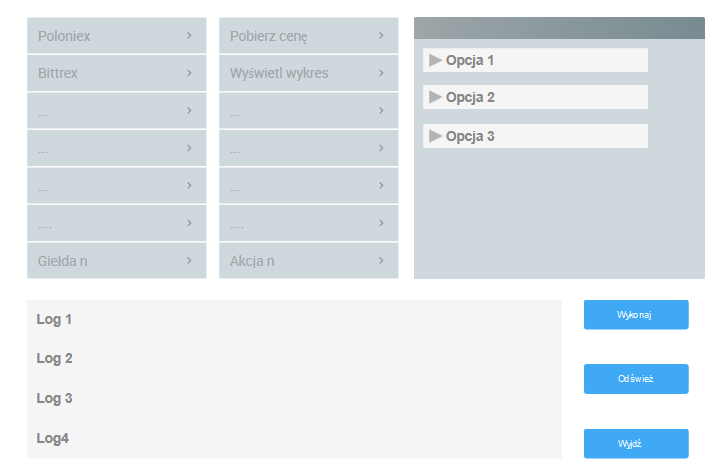 Poloniex
Bittrex
...
...
...
....
Giełda n
Pobierz cenę
Wyświetl wykres
...
...
...
....
Akcja n
Opcja 1
Opcja 2
Opcja 3
Log 1
Log 2
Log 3
Log4
Wykonaj
Odśwież
Wyjdź